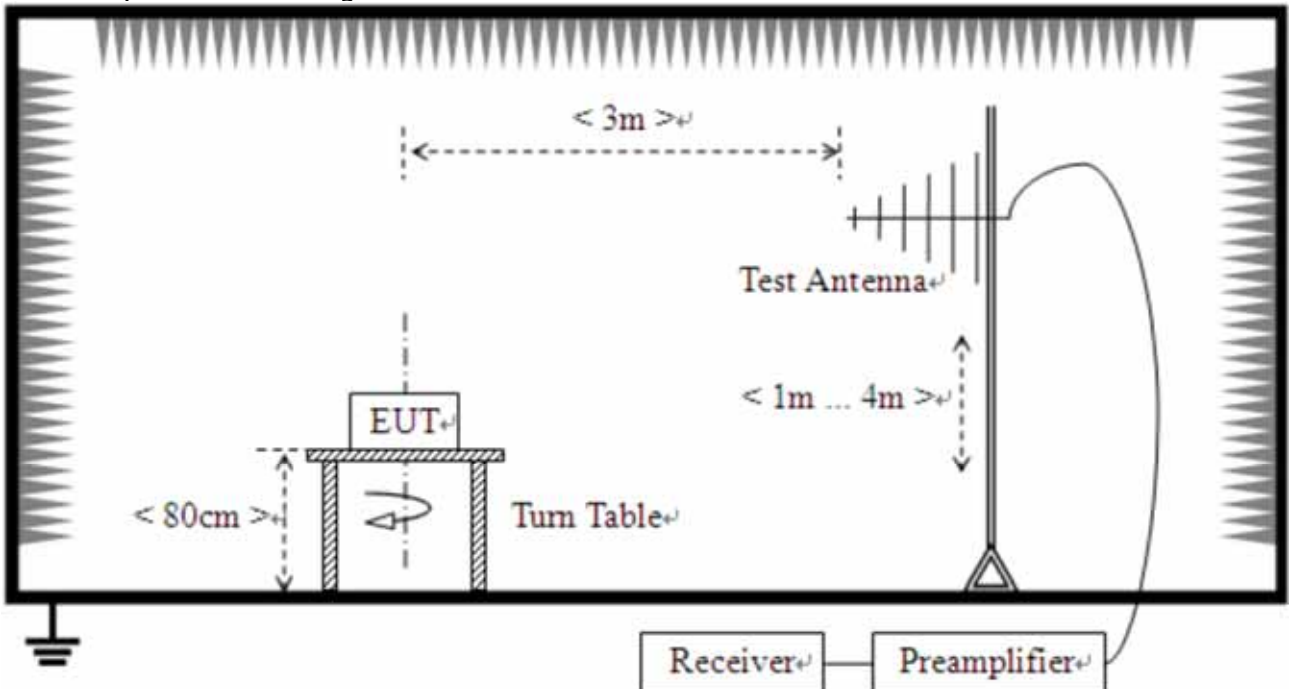 < 3m >
Test Antenna
< 1m ... 4m >
EUT
< 80cm >
Turn Table
Receiver
Preamplifier